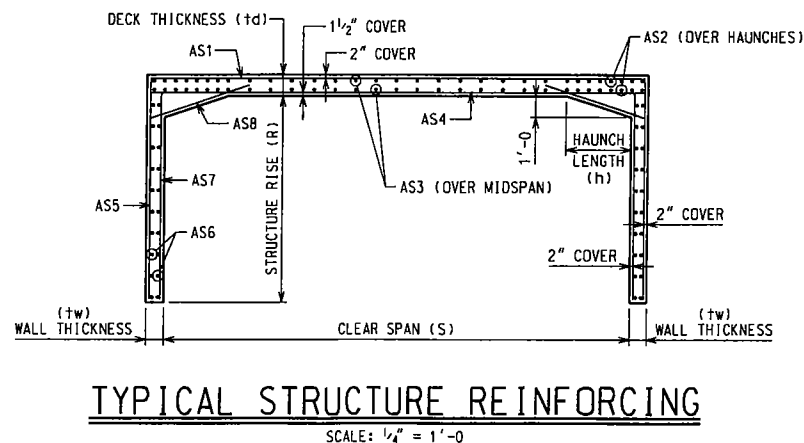 DECK THICKNESS (td)
1 1/2" COVER
2" COVER
AS1
AS2 (OVER HAUNCHES)
AS8
AS4
1'-0
HAUNCH
LENGTH
(h)
STRUCTURE RISE (R)
AS7
AS3 (OVER MIDSPAN)
AS5
2" COVER
AS6
2" COVER
(tw)
WALL THICKNESS
CLEAR SPAN (S)
(tw)
WALL THICKNESS
TYPICAL STRUCTURE REINFORCING
SCALE: 1/4" = 1'-0